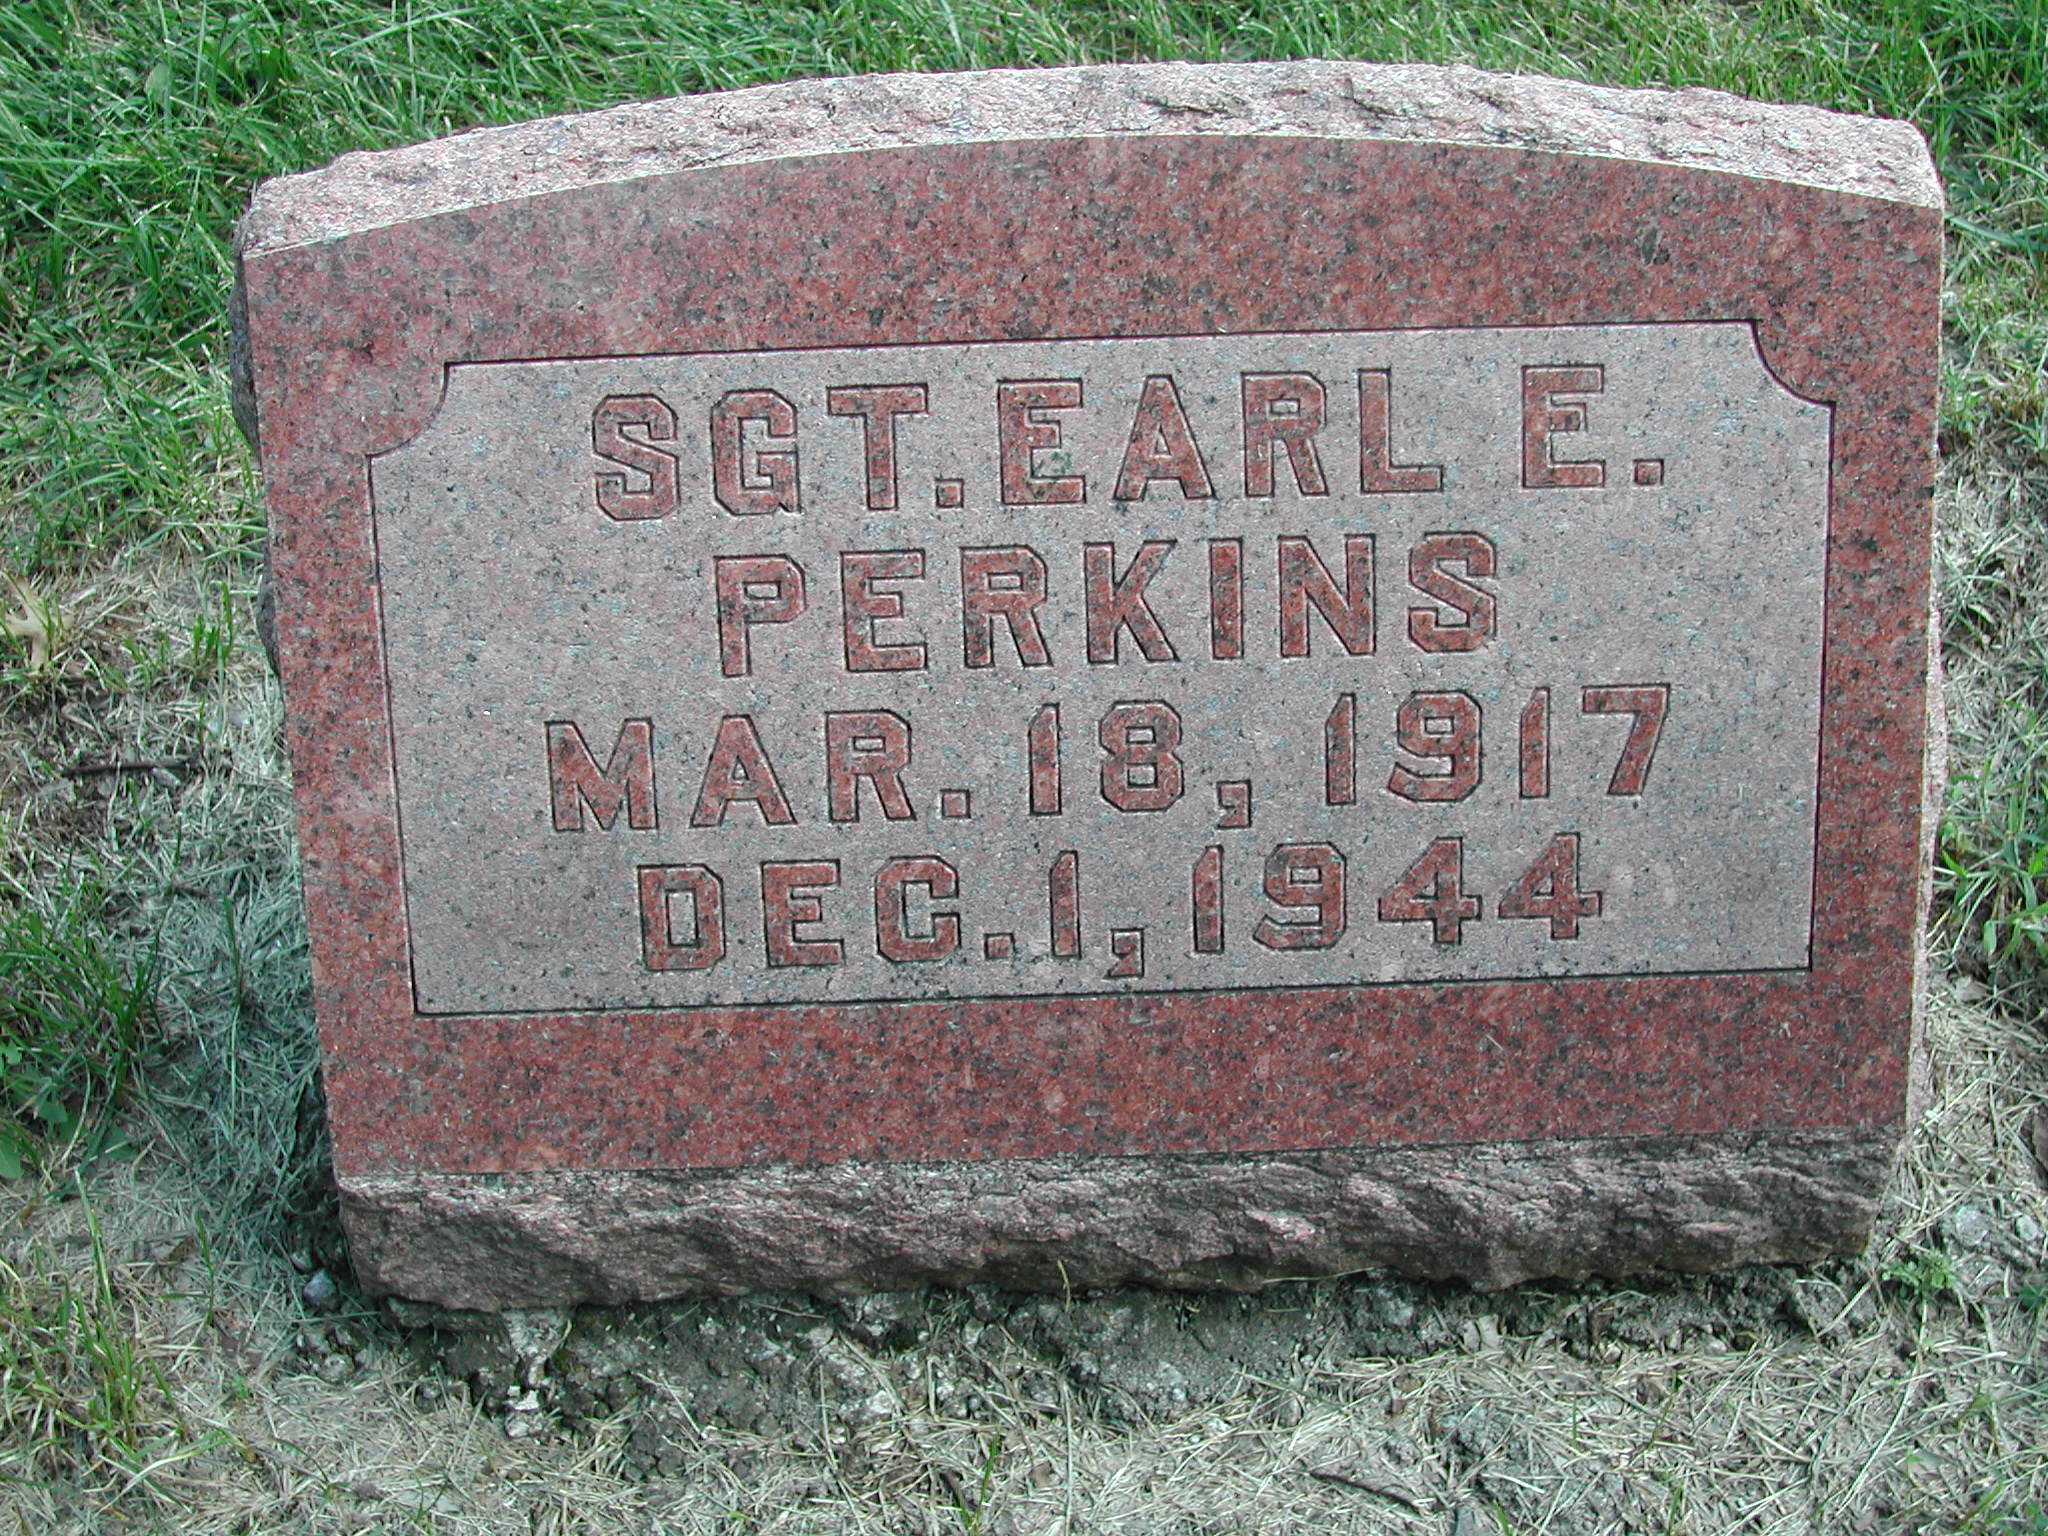 SGT. EARL E.
PERKINS
MAR. 18, 1917
DEC. 1, 1944